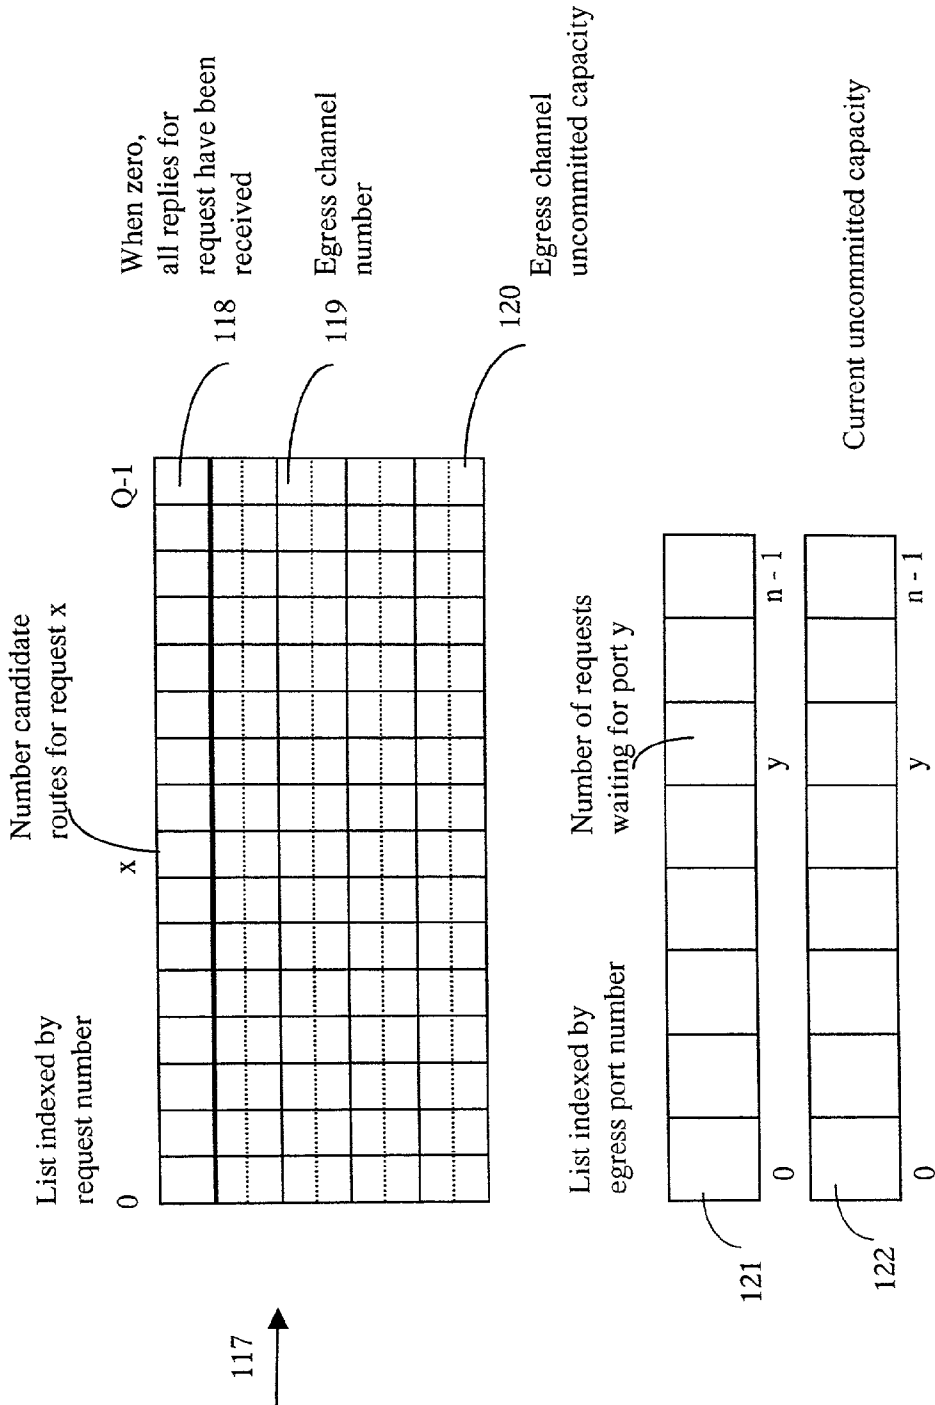 List indexed by
request number
Number candidate
routes for request x
0
x
Q-1
When zero,
all replies for
request have been
received
118
119
Egress channel
number
120
Egress channel
uncommitted capacity
117
List indexed by
egress port number
Number of requests
waiting for port y
121
0
y
n - 1
122
0
y
n - 1
Current uncommitted capacity